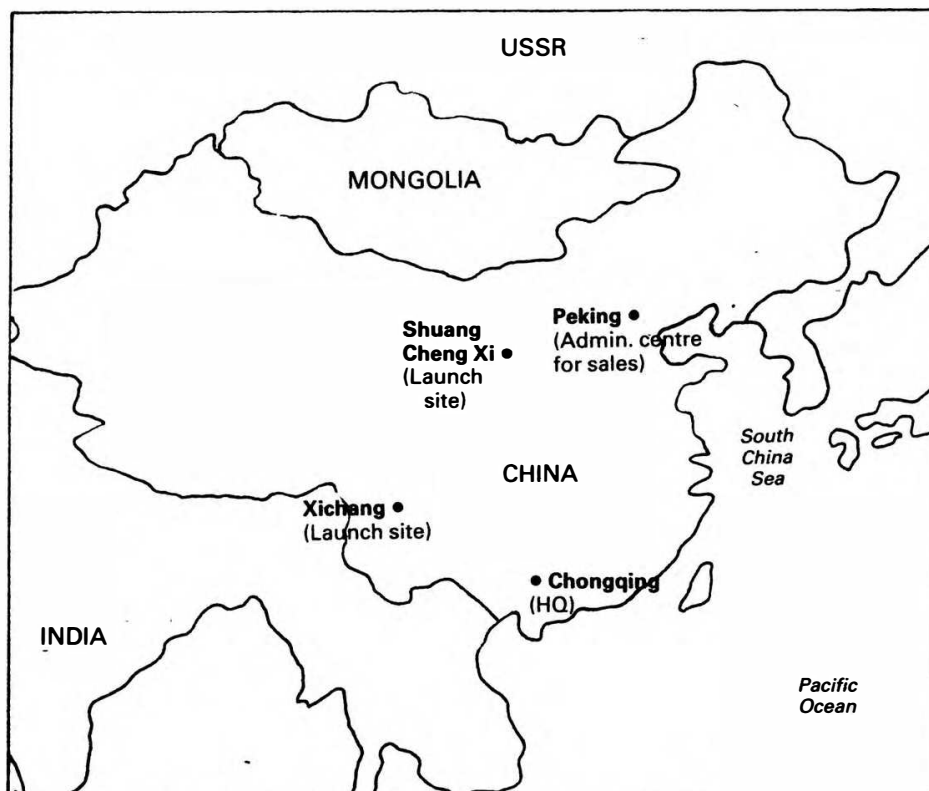 USSR
MONGOLIA
Peking
(Admin. centre
for sales)
Shuang
Cheng Xi
(Launch
site)
South
China
Sea
CHINA
Xichang
(Launch site)
Chongqing
(HQ)
INDIA
Pacific
Ocean